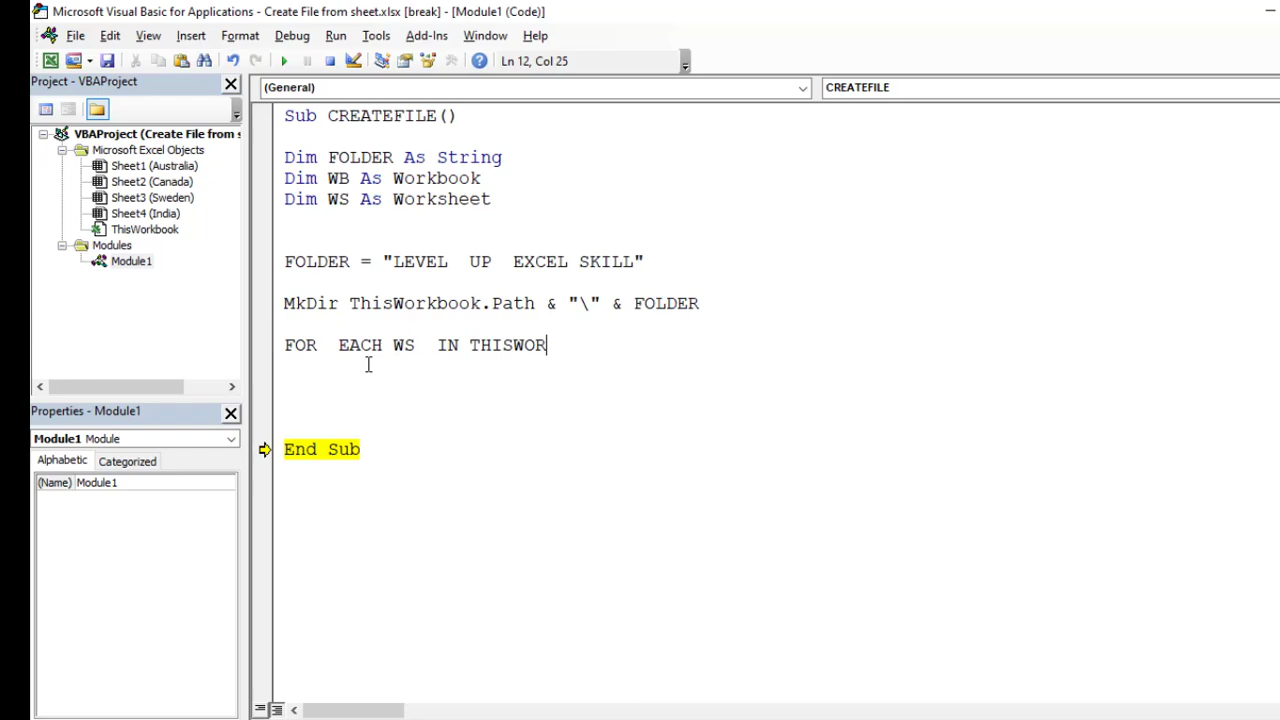 Microsoft Visual Basic for Applications - Create File from sheet.xlsx [break] - [Module1 (Code)]
File Edit View Insert Format Debug Run Tools Add-Ins Window Help
Ln 12, Col 25
Project - VBAProject
(General)
CREATEFILE
VBAProject (Create File from s
Microsoft Excel Objects
Sheet1 (Australia)
Sheet2 (Canada)
Sheet3 (Sweden)
Sheet4 (India)
ThisWorkbook
Modules
Module1
Properties - Module1
Module1 Module
Alphabetic Categorized
(Name) Module1
Sub CREATEFILE()
Dim FOLDER As String
Dim WB As Workbook
Dim WS As Worksheet
FOLDER = "LEVEL  UP  EXCEL SKILL"
MkDir ThisWorkbook.Path & "\" & FOLDER
FOR  EACH WS  IN THISWOR
End Sub